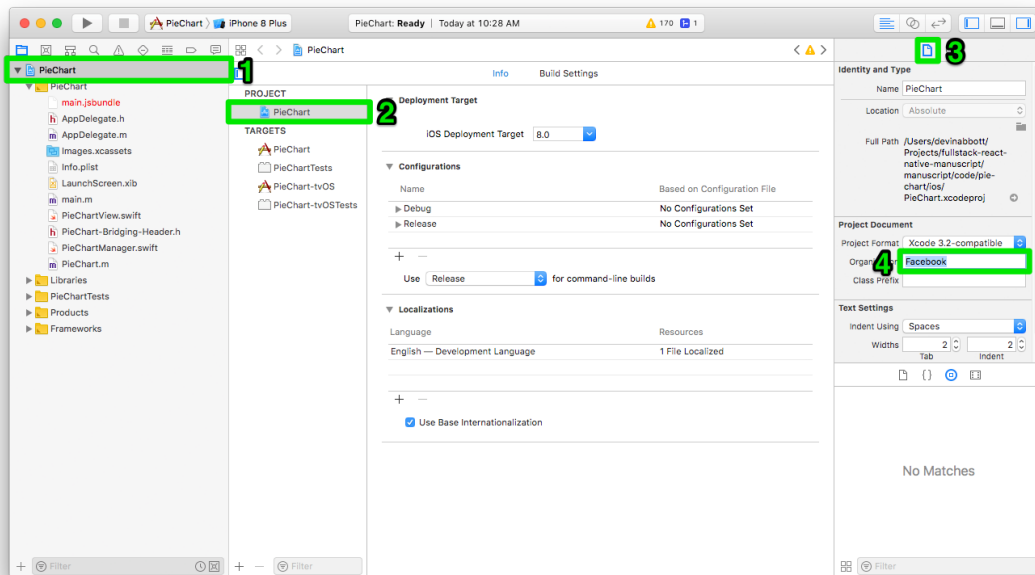 PieChart
iPhone 8 Plus
PieChart: Ready | Today at 10:28 AM
170
1
PieChart
PieChart
1
PieChart
main.jsbundle
AppDelegate.h
AppDelegate.m
Images.xcassets
Info.plist
LaunchScreen.xib
main.m
PieChartView.swift
PieChart-Bridging-Header.h
PieChartManager.swift
PieChart.m
Libraries
PieChartTests
Products
Frameworks
Filter
PROJECT
PieChart
2
TARGETS
PieChart
PieChartTests
PieChart-tvOS
PieChart-tvOSTests
Filter
Info
Build Settings
Deployment Target
iOS Deployment Target
8.0
Configurations
Name
Based on Configuration File
Debug
No Configurations Set
Release
No Configurations Set
Use
Release
for command-line builds
Localizations
Language
Resources
English — Development Language
1 File Localized
Use Base Internationalization
3
Identity and Type
Name
PieChart
Location
Absolute
Full Path
/Users/devinabbott/
Projects/fullstack-react-
native-manuscript/
manuscript/code/pie-
chart/ios/
PieChart.xcodeproj
Project Document
Project Format
Xcode 3.2-compatible
4
Facebook
Class Prefix
Text Settings
Indent Using
Spaces
Widths
2
2
Tab
Indent
{}
No Matches
Filter